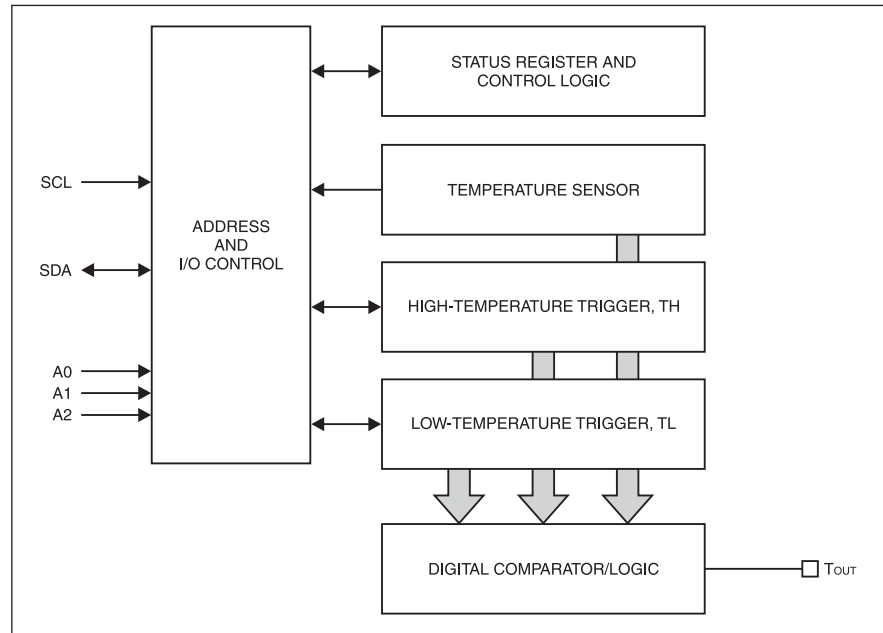 STATUS REGISTER AND
CONTROL LOGIC
SCL
TEMPERATURE SENSOR
ADDRESS
AND
I/O CONTROL
SDA
HIGH-TEMPERATURE TRIGGER, TH
A0
A1
A2
LOW-TEMPERATURE TRIGGER, TL
DIGITAL COMPARATOR/LOGIC
TOUT